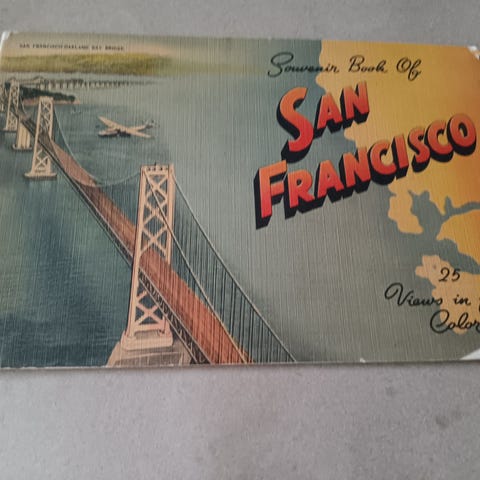 SAN FRANCISCO-OAKLAND BAY BRIDGE
Souvenir Book Of
SAN
FRANCISCO
25
Views in
Color